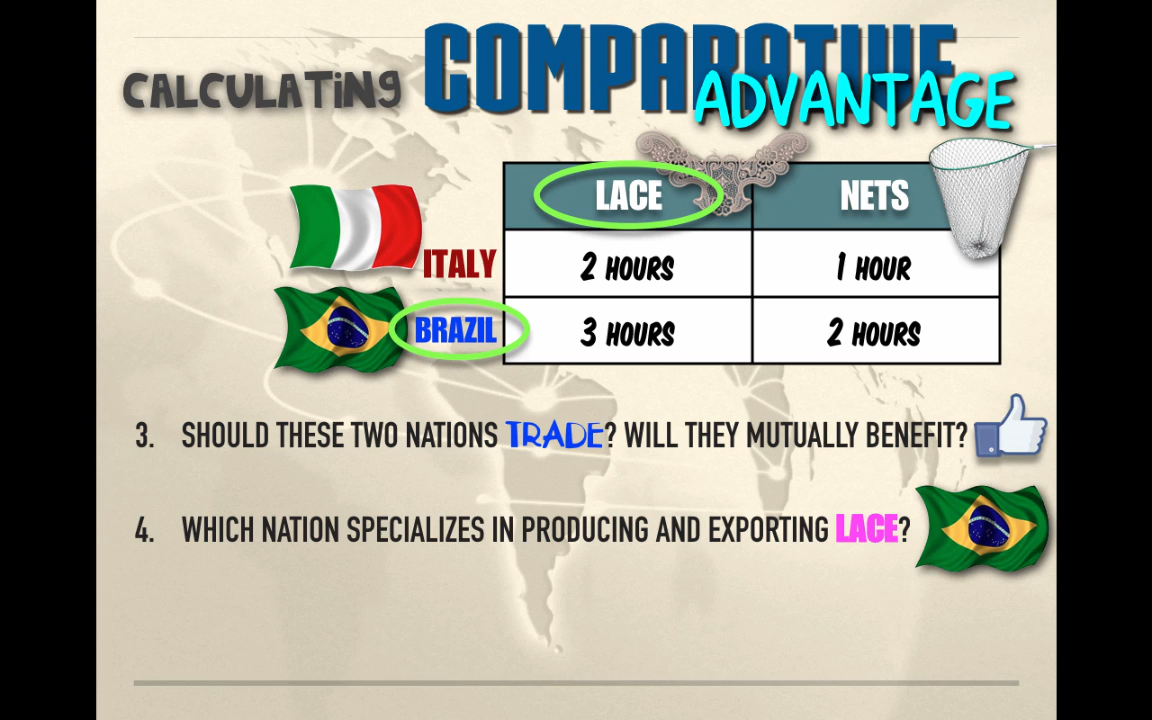 CALCULATiNG COMPARATIVE
ADVANTAGE
LACE NETS
ITALY 2 HOURS 1 HOUR
BRAZIL 3 HOURS 2 HOURS
3. SHOULD THESE TWO NATIONS TRADE? WILL THEY MUTUALLY BENEFIT?
4. WHICH NATION SPECIALIZES IN PRODUCING AND EXPORTING LACE?